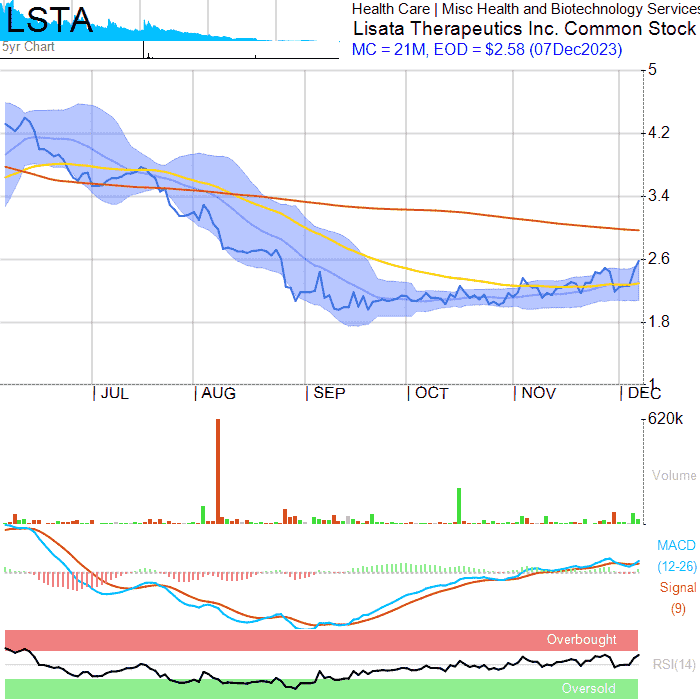 LSTA
5yr Chart
Health Care | Misc Health and Biotechnology Services
Lisata Therapeutics Inc. Common Stock
MC = 21M, EOD = $2.58 (07Dec2023)
5
4.2
3.4
2.6
1.8
1
JUL AUG SEP OCT NOV DEC
620k
Volume
MACD
(12-26)
Signal
(9)
Overbought
RSI(14)
Oversold